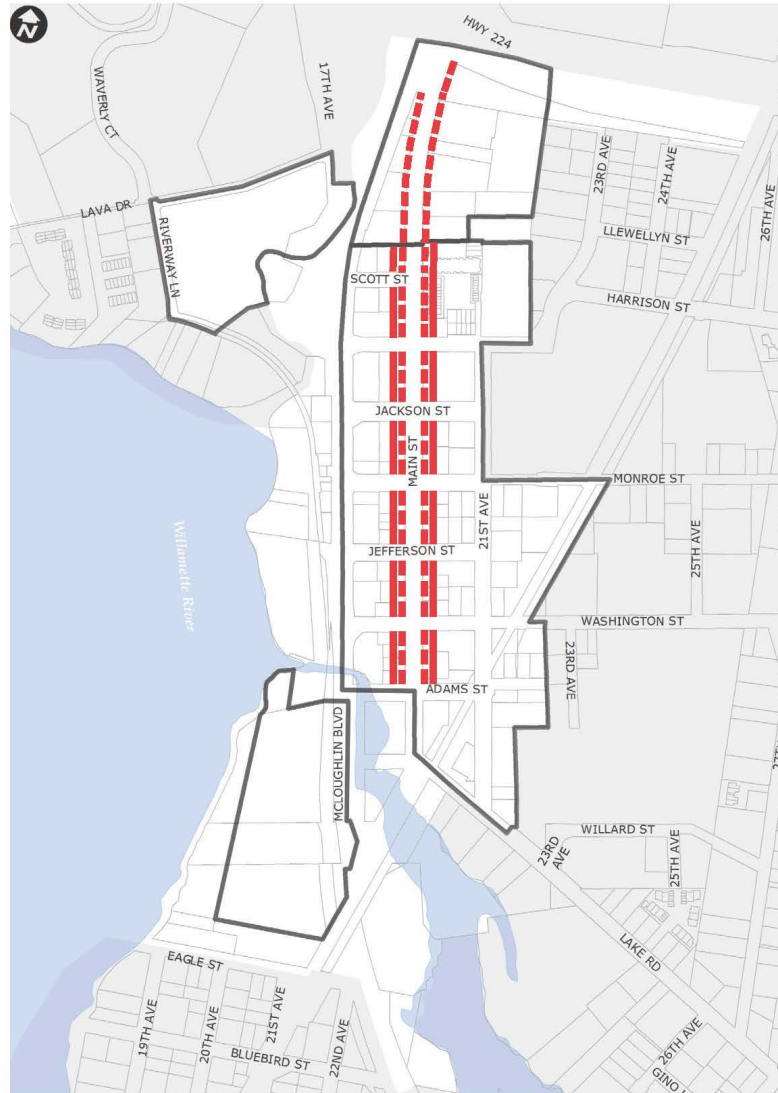 N
HWY 224
WAVERLY CT
17TH AVE
23RD AVE
24TH AVE
26TH AVE
LAVA DR
RIVERWAY LN
LLEWELLYN ST
SCOTT ST
HARRISON ST
JACKSON ST
MAIN ST
MONROE ST
21ST AVE
25TH AVE
JEFFERSON ST
Willamette River
WASHINGTON ST
23RD AVE
ADAMS ST
MCLOUGHLIN BLVD
WILLARD ST
23RD AVE
25TH AVE
LAKE RD
EAGLE ST
19TH AVE
20TH AVE
21ST AVE
22ND AVE
BLUEBIRD ST
26TH AVE